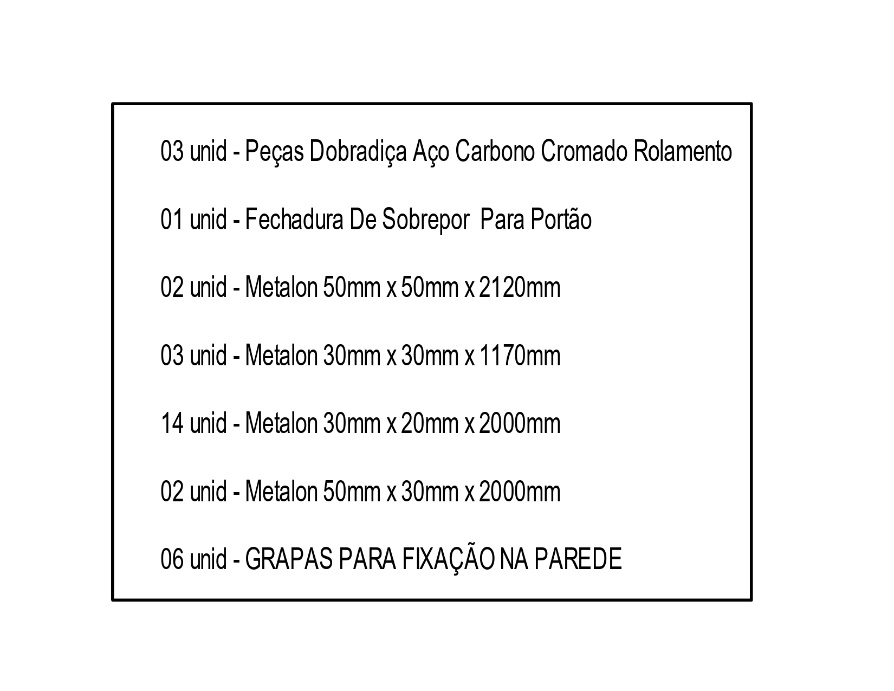 03 unid - Peças Dobradiça Aço Carbono Cromado Rolamento
01 unid - Fechadura De Sobrepor Para Portão
02 unid - Metalon 50mm x 50mm x 2120mm
03 unid - Metalon 30mm x 30mm x 1170mm
14 unid - Metalon 30mm x 20mm x 2000mm
02 unid - Metalon 50mm x 30mm x 2000mm
06 unid - GRAPAS PARA FIXAÇÃO NA PAREDE